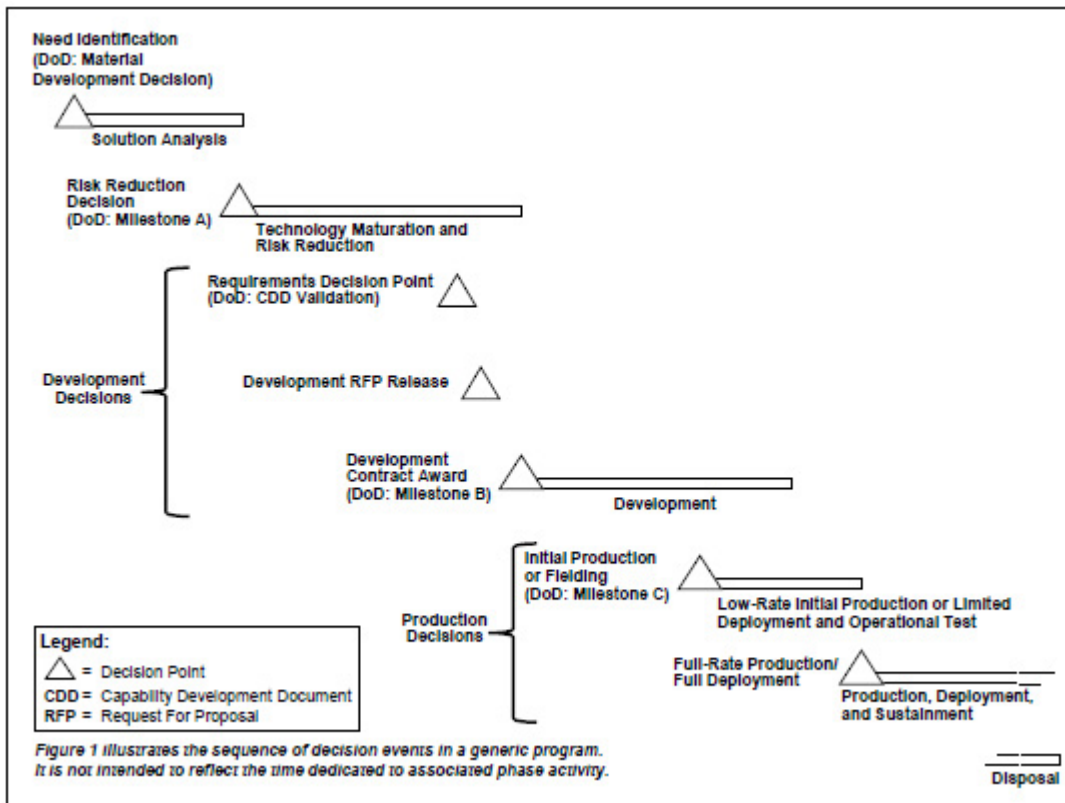 Need Identification
(DoD: Material
Development Decision)
Solution Analysis
Risk Reduction
Decision
(DoD: Milestone A)
Technology Maturation and
Risk Reduction
Requirements Decision Point
(DoD: CDD Validation)
Development
Decisions
Development RFP Release
Development
Contract Award
(DoD: Milestone B)
Development
Initial Production
or Fielding
(DoD: Milestone C)
Low-Rate Initial Production or Limited
Deployment and Operational Test
Production
Decisions
Full-Rate Production/
Full Deployment
Production, Deployment,
and Sustainment
Legend:
= Decision Point
CDD = Capability Development Document
RFP = Request For Proposal
Figure 1 illustrates the sequence of decision events in a generic program.
It is not intended to reflect the time dedicated to associated phase activity.
Disposal